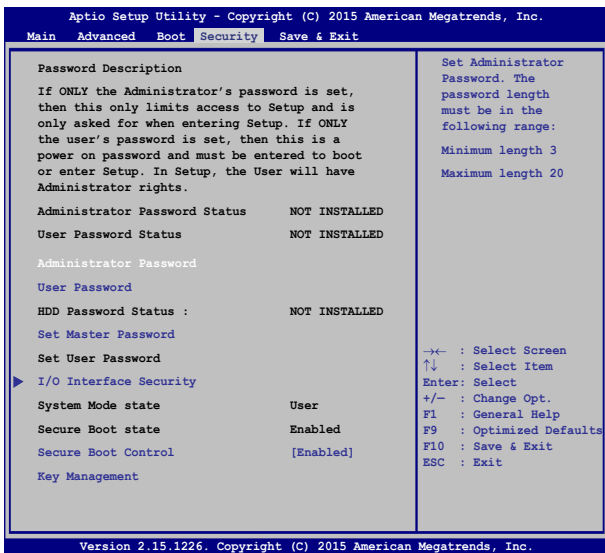 Aptio Setup Utility - Copyright (C) 2015 American Megatrends, Inc.
Main Advanced Boot Security Save & Exit
Password Description
If ONLY the Administrator's password is set,
then this only limits access to Setup and is
only asked for when entering Setup. If ONLY
the user's password is set, then this is a
power on password and must be entered to boot
or enter Setup. In Setup, the User will have
Administrator rights.
Administrator Password Status NOT INSTALLED
User Password Status NOT INSTALLED
Administrator Password
User Password
HDD Password Status : NOT INSTALLED
Set Master Password
Set User Password
I/O Interface Security
System Mode state User
Secure Boot state Enabled
Secure Boot Control [Enabled]
Key Management
Set Administrator
Password. The
password length
must be in the
following range:
Minimum length 3
Maximum length 20
→← : Select Screen
↑↓ : Select Item
Enter: Select
+/— : Change Opt.
F1 : General Help
F9 : Optimized Defaults
F10 : Save & Exit
ESC : Exit
Version 2.15.1226. Copyright (C) 2015 American Megatrends, Inc.